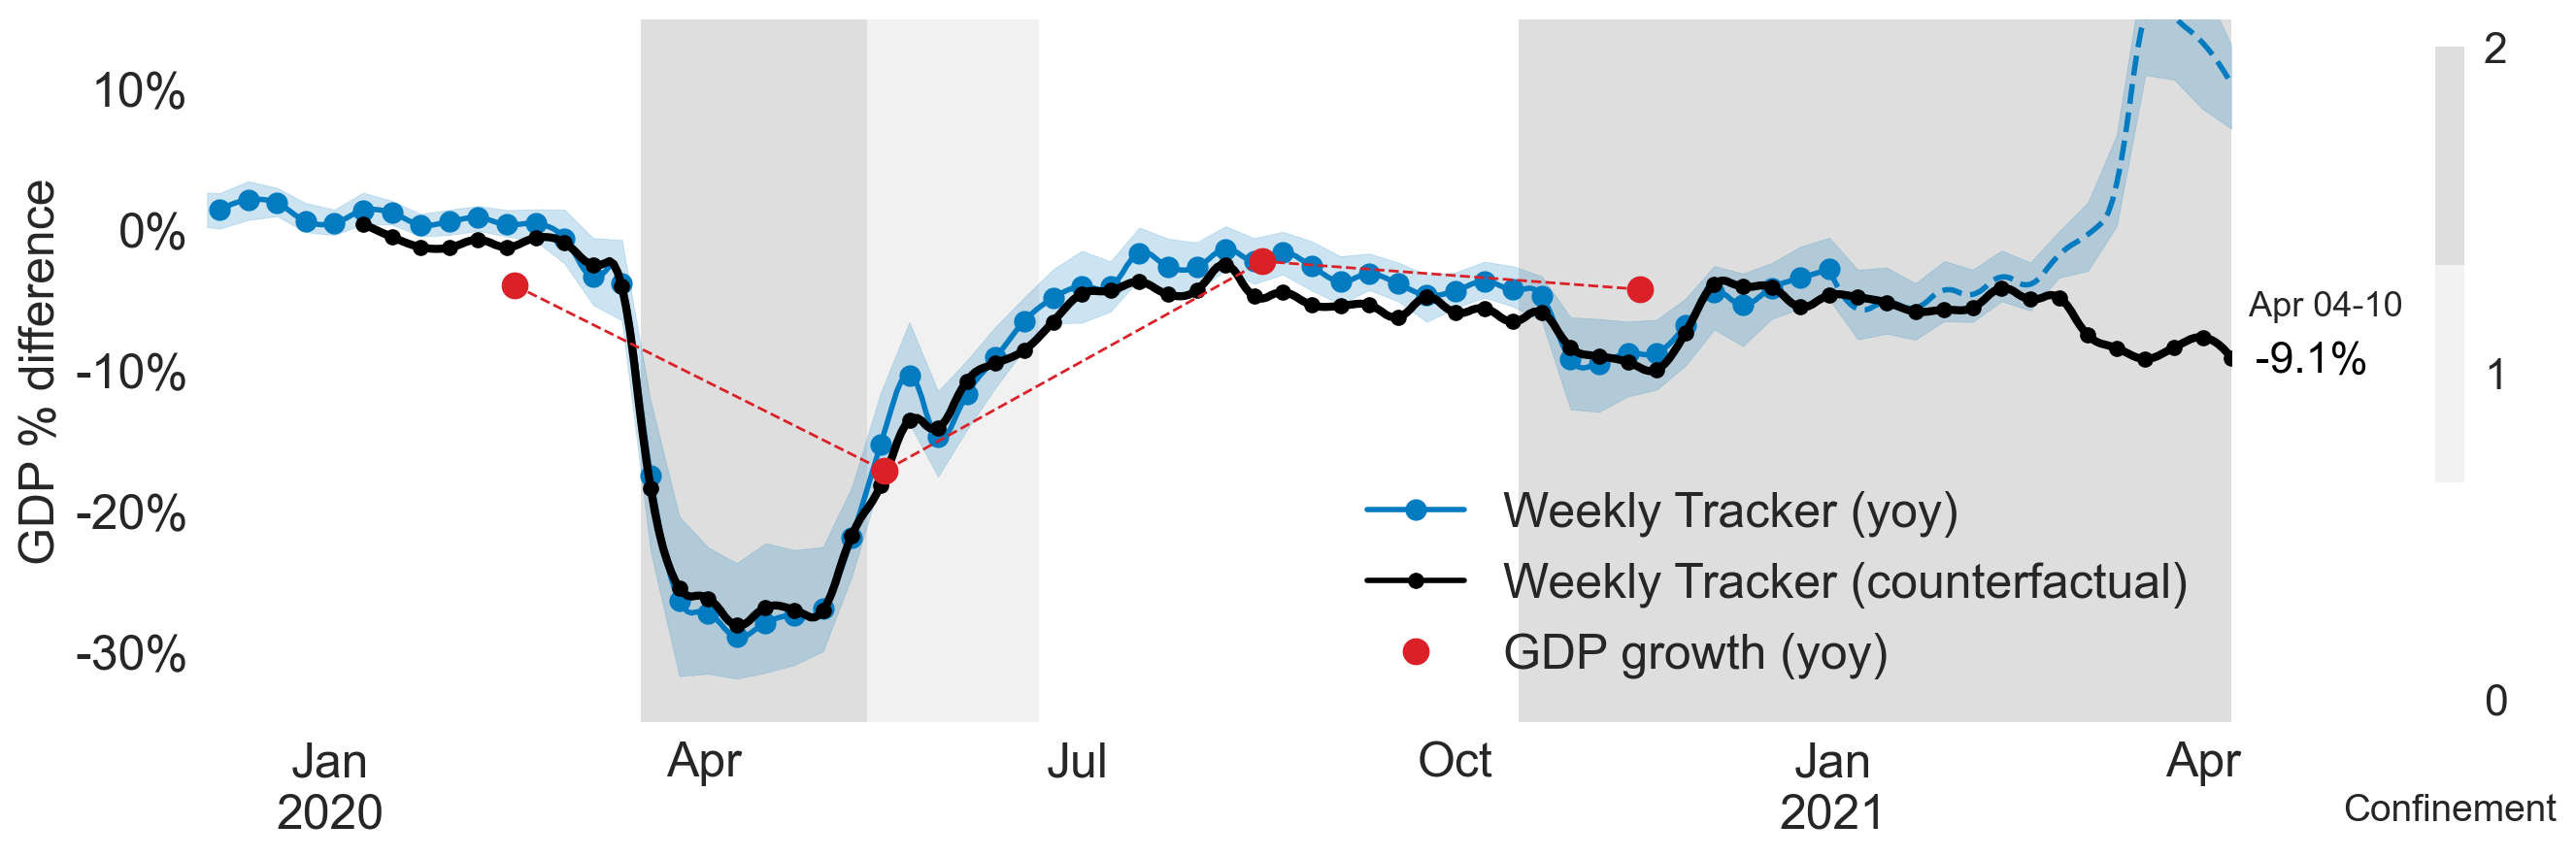 GDP % difference
10%
0%
-10%
-20%
-30%
Jan
2020
Apr
Jul
Oct
Jan
2021
Apr
Weekly Tracker (yoy)
Weekly Tracker (counterfactual)
GDP growth (yoy)
Apr 04-10
-9.1%
2
1
0
Confinement